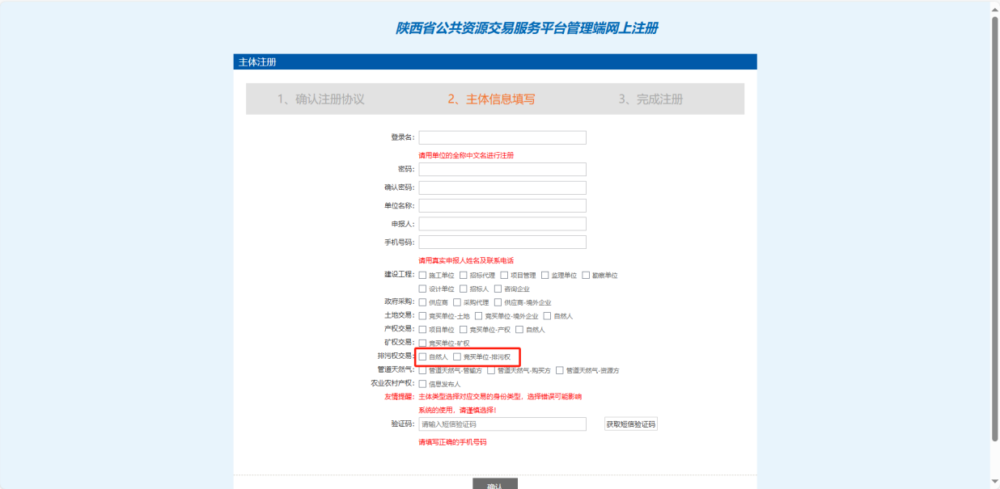 陕西省公共资源交易服务平台管理端网上注册
主体注册
1、确认注册协议 2、主体信息填写 3、完成注册
登录名：
请用单位的全称中文名进行注册
密码：
确认密码：
单位名称：
申报人：
手机号码：
请用真实申报人姓名及联系电话
建设工程： 施工单位 招标代理 项目管理 监理单位 勘察单位
设计单位 招标人 咨询企业
政府采购： 供应商 采购代理 供应商-境外企业
土地交易： 竞买单位-土地 竞买单位-境外企业 自然人
产权交易： 项目单位 竞买单位-产权 自然人
矿权交易： 竞买单位-矿权
排污权交易： 自然人 竞买单位-排污权
管道天然气： 管道天然气-管输方 管道天然气-购买方 管道天然气-资源方
农业农村产权： 信息发布人
友情提醒： 主体类型选择对应交易的身份类型，选择错误可能影响
系统的使用，请谨慎选择！
验证码： 请输入短信验证码 获取短信验证码
请填写正确的手机号码
确认